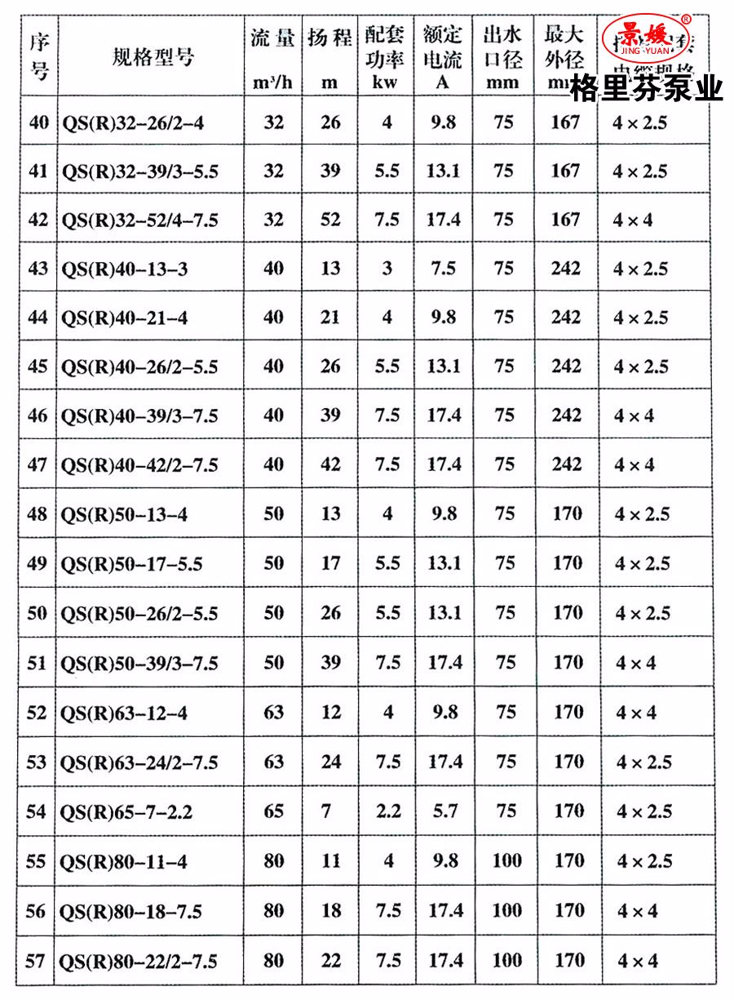 序号 规格型号 流量 m³/h 扬程 m 配套功率 kw 额定电流 A 出水口径 mm 最大外径 电缆规格
景媛®
JING YUAN
格里芬泵业
40 QS(R)32-26/2-4 32 26 4 9.8 75 167 4×2.5
41 QS(R)32-39/3-5.5 32 39 5.5 13.1 75 167 4×2.5
42 QS(R)32-52/4-7.5 32 52 7.5 17.4 75 167 4×4
43 QS(R)40-13-3 40 13 3 7.5 75 242 4×2.5
44 QS(R)40-21-4 40 21 4 9.8 75 242 4×2.5
45 QS(R)40-26/2-5.5 40 26 5.5 13.1 75 242 4×2.5
46 QS(R)40-39/3-7.5 40 39 7.5 17.4 75 242 4×4
47 QS(R)40-42/2-7.5 40 42 7.5 17.4 75 242 4×4
48 QS(R)50-13-4 50 13 4 9.8 75 170 4×2.5
49 QS(R)50-17-5.5 50 17 5.5 13.1 75 170 4×2.5
50 QS(R)50-26/2-5.5 50 26 5.5 13.1 75 170 4×2.5
51 QS(R)50-39/3-7.5 50 39 7.5 17.4 75 170 4×4
52 QS(R)63-12-4 63 12 4 9.8 75 170 4×4
53 QS(R)63-24/2-7.5 63 24 7.5 17.4 75 170 4×2.5
54 QS(R)65-7-2.2 65 7 2.2 5.7 75 170 4×2.5
55 QS(R)80-11-4 80 11 4 9.8 100 170 4×2.5
56 QS(R)80-18-7.5 80 18 7.5 17.4 100 170 4×4
57 QS(R)80-22/2-7.5 80 22 7.5 17.4 100 170 4×4